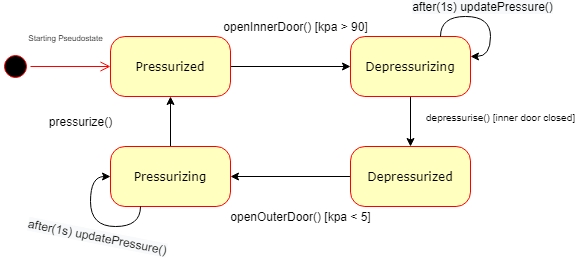 after(1s) updatePressure()
openInnerDoor() [kpa > 90]
Starting Pseudostate
Pressurized
Depressurizing
pressurize()
depressurise() [inner door closed]
Pressurizing
Depressurized
openOuterDoor() [kpa < 5]
after(1s) updatePressure()